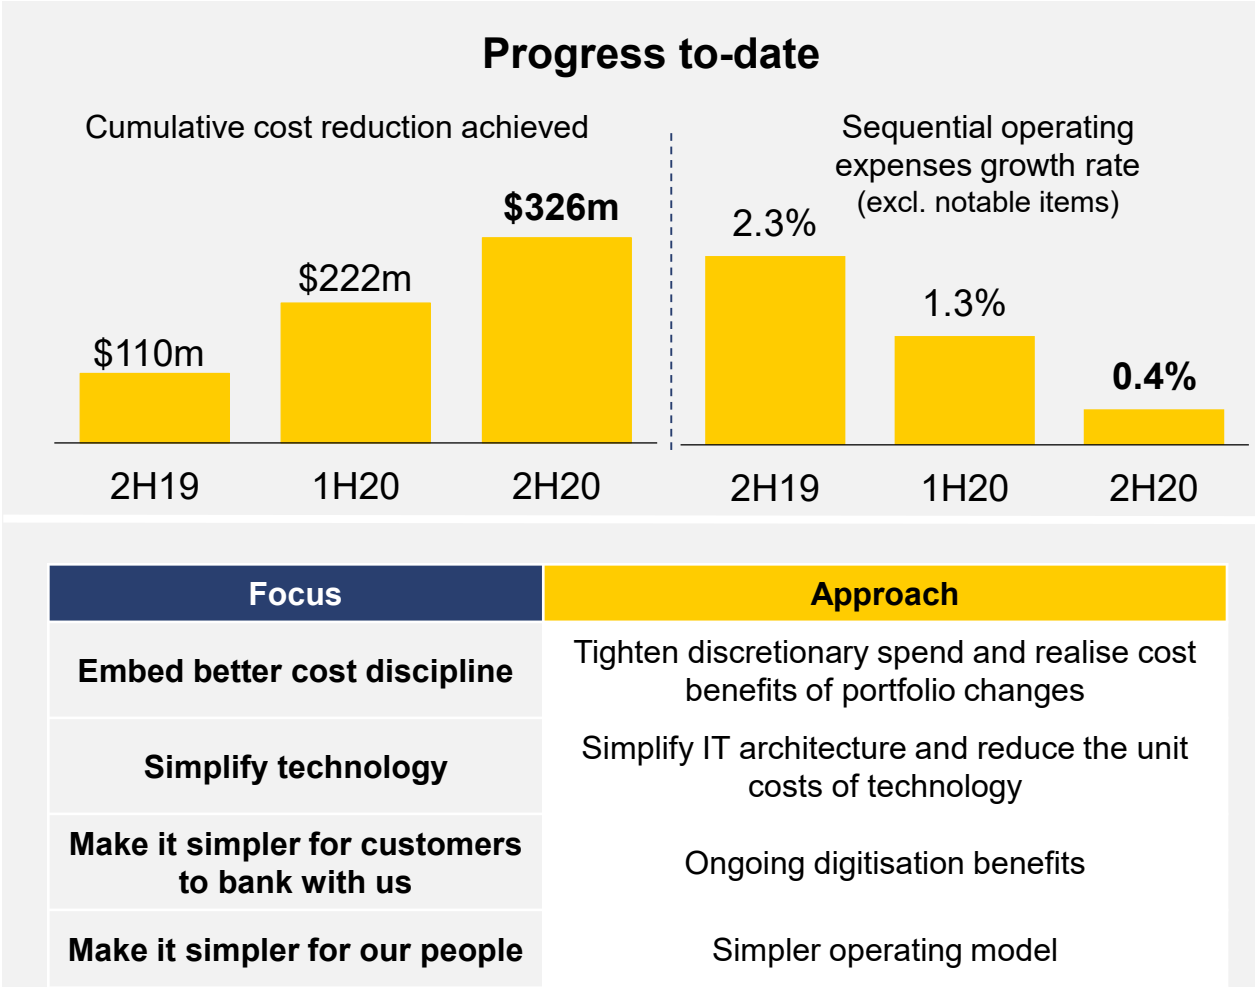 Progress to-date
Cumulative cost reduction achieved
$110m
$222m
$326m
2H19
1H20
2H20
Sequential operating
expenses growth rate
(excl. notable items)
2.3%
1.3%
0.4%
2H19
1H20
2H20
Focus
Approach
Embed better cost discipline
Tighten discretionary spend and realise cost
benefits of portfolio changes
Simplify technology
Simplify IT architecture and reduce the unit
costs of technology
Make it simpler for customers
to bank with us
Ongoing digitisation benefits
Make it simpler for our people
Simpler operating model